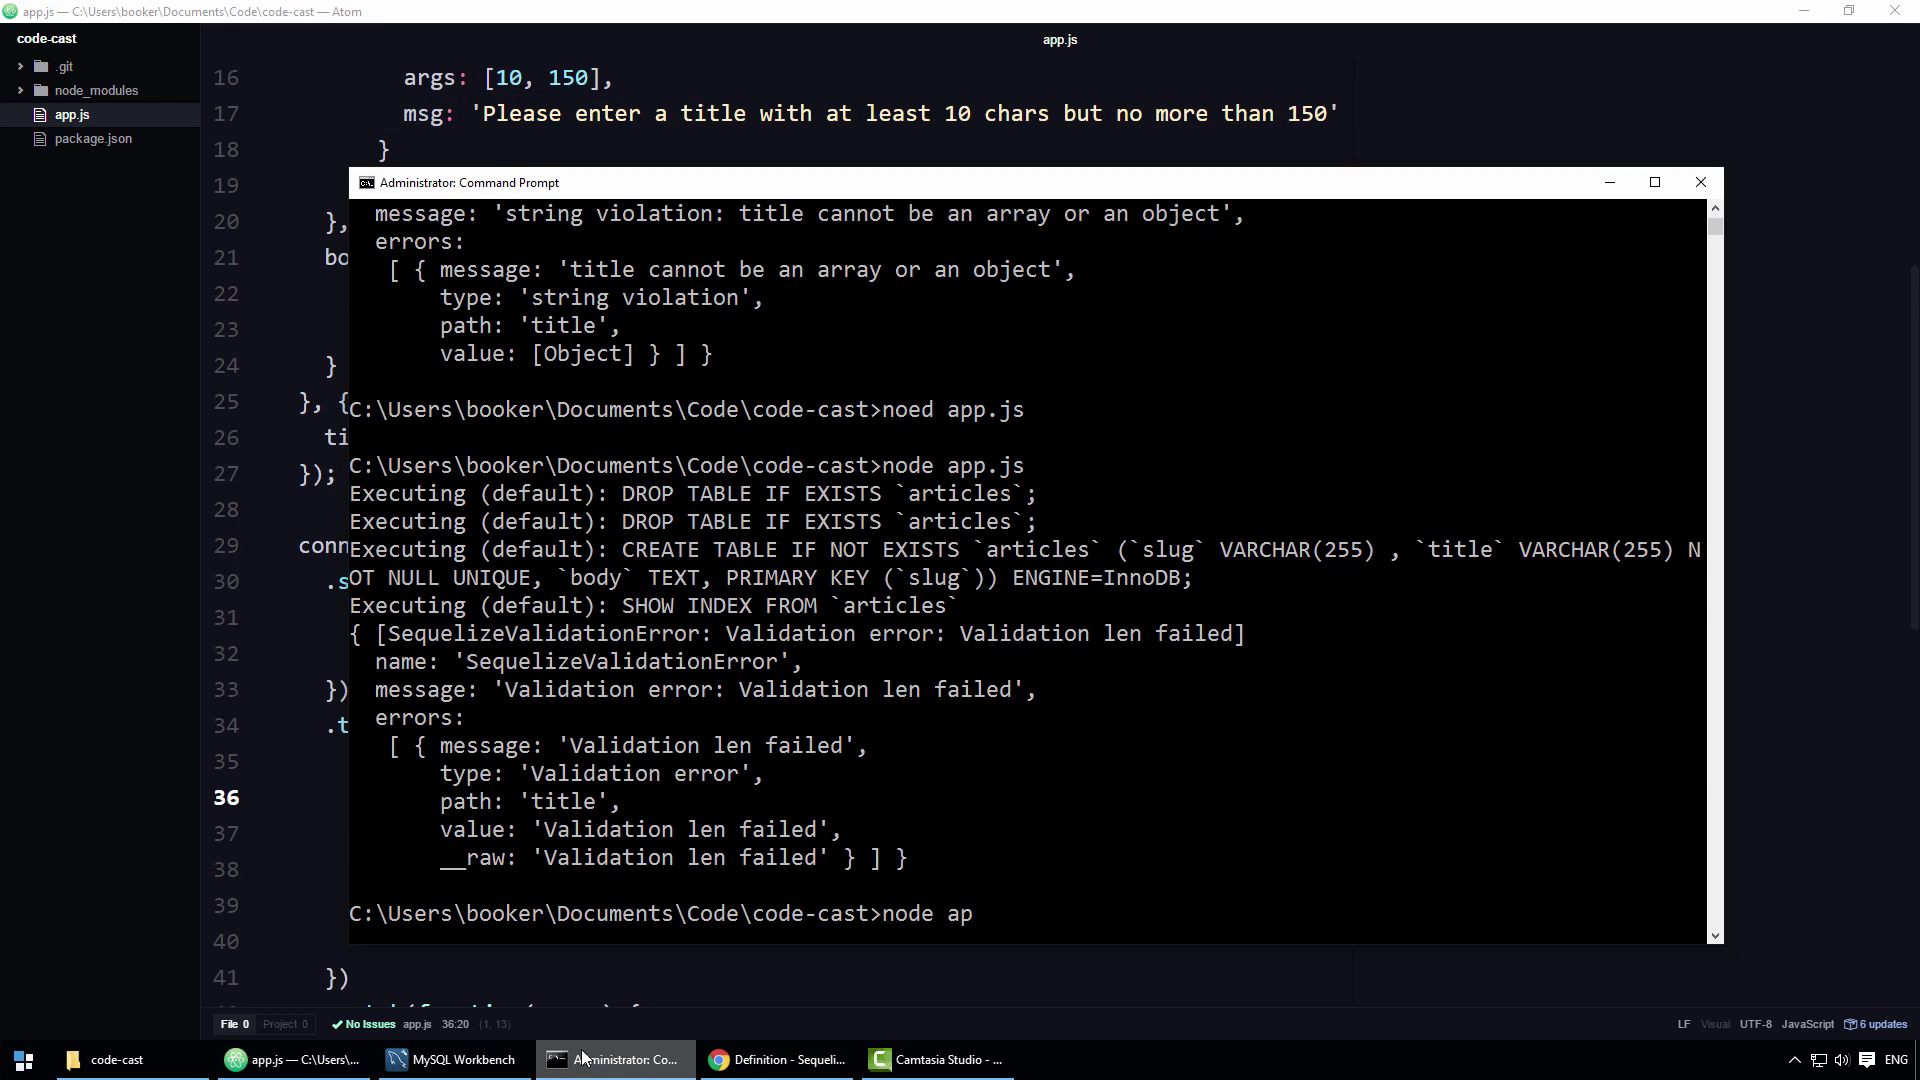 app.js — C:\Users\booker\Documents\Code\code-cast — Atom
code-cast
.git
node_modules
app.js
package.json
app.js
16 args: [10, 150],
17 msg: 'Please enter a title with at least 10 chars but no more than 150'
18 }
19
20 },
21 bo
22
23
24 }
25 }, {
26 ti
27 });
28
29 conn
30 .s
31
32
33 })
34 .t
35
36
37
38
39
40
41 })
Administrator: Command Prompt
message: 'string violation: title cannot be an array or an object',
errors:
[ { message: 'title cannot be an array or an object',
type: 'string violation',
path: 'title',
value: [Object] } ] }
C:\Users\booker\Documents\Code\code-cast>noed app.js
C:\Users\booker\Documents\Code\code-cast>node app.js
Executing (default): DROP TABLE IF EXISTS `articles`;
Executing (default): DROP TABLE IF EXISTS `articles`;
Executing (default): CREATE TABLE IF NOT EXISTS `articles` (`slug` VARCHAR(255) , `title` VARCHAR(255) N
OT NULL UNIQUE, `body` TEXT, PRIMARY KEY (`slug`)) ENGINE=InnoDB;
Executing (default): SHOW INDEX FROM `articles`
{ [SequelizeValidationError: Validation error: Validation len failed]
name: 'SequelizeValidationError',
message: 'Validation error: Validation len failed',
errors:
[ { message: 'Validation len failed',
type: 'Validation error',
path: 'title',
value: 'Validation len failed',
__raw: 'Validation len failed' } ] }
C:\Users\booker\Documents\Code\code-cast>node ap
File 0 Project 0 No Issues app.js 36:20 (1, 13) LF Visual UTF-8 JavaScript 6 updates
code-cast app.js — C:\Users\... MySQL Workbench Administrator: Co... Definition - Sequeli... Camtasia Studio - ... ENG